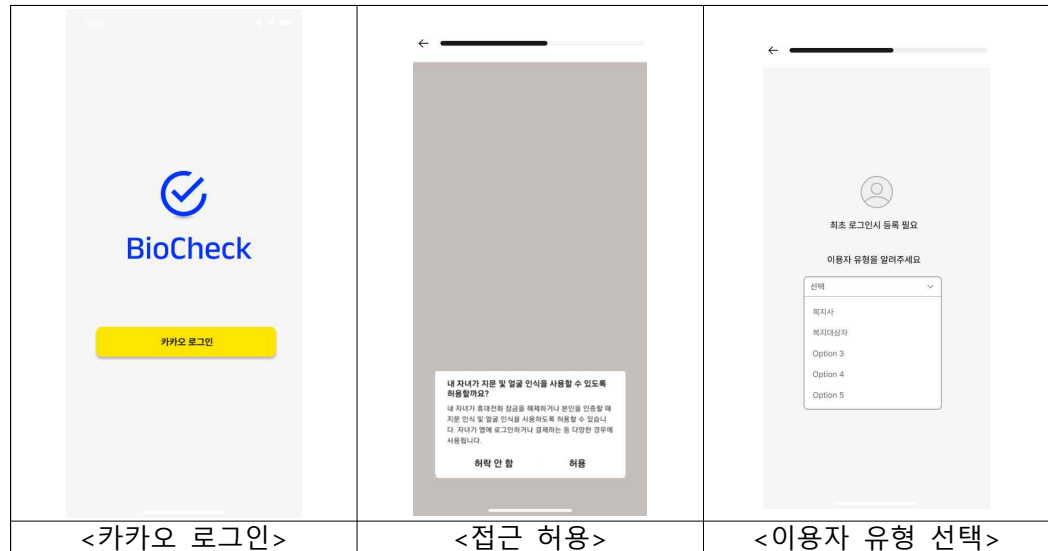 BioCheck
카카오 로그인
<카카오 로그인>
←
내 자녀가 지문 및 얼굴 인식을 사용할 수 있도록
허용할까요?
내 자녀가 휴대전화 잠금을 해제하거나 본인을 인증할 때
지문 인식 및 얼굴 인식을 사용하도록 허용할 수 있습니
다. 자녀가 앱에 로그인하거나 결제하는 등 다양한 경우에
사용됩니다.
허락 안 함 허용
<접근 허용>
←
최초 로그인시 등록 필요
이용자 유형을 알려주세요
선택
복지사
복지대상자
Option 3
Option 4
Option 5
<이용자 유형 선택>